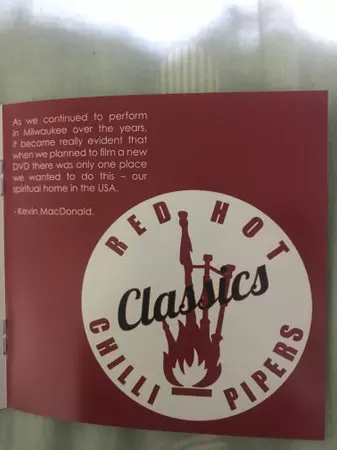 As we continued to perform
in Milwaukee over the years,
it became really evident that
when we planned to film a new
DVD there was only one place
we wanted to do this – our
spiritual home in the USA.
- Kevin MacDonald.
RED HOT
Classics
CHILLI PIPERS